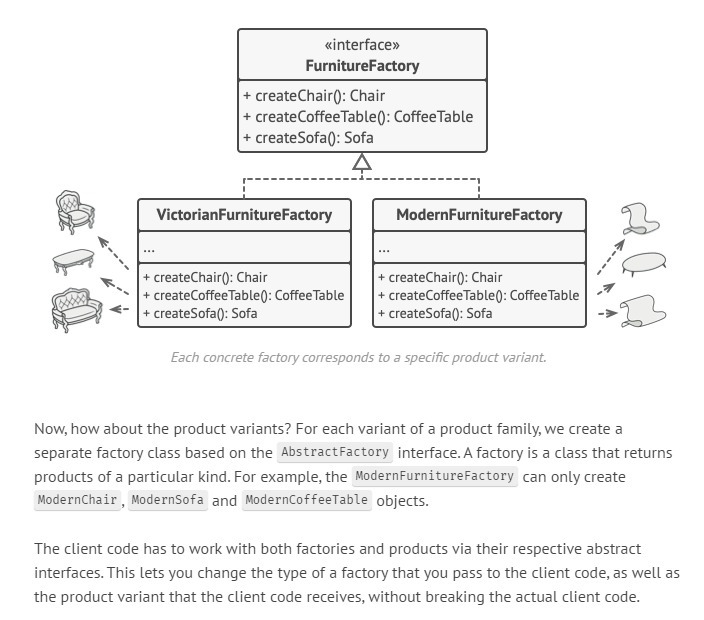 «interface»
FurnitureFactory
+ createChair(): Chair
+ createCoffeeTable(): CoffeeTable
+ createSofa(): Sofa
VictorianFurnitureFactory
...
+ createChair(): Chair
+ createCoffeeTable(): CoffeeTable
+ createSofa(): Sofa
ModernFurnitureFactory
...
+ createChair(): Chair
+ createCoffeeTable(): CoffeeTable
+ createSofa(): Sofa
Each concrete factory corresponds to a specific product variant.
Now, how about the product variants? For each variant of a product family, we create a
separate factory class based on the AbstractFactory interface. A factory is a class that returns
products of a particular kind. For example, the ModernFurnitureFactory can only create
ModernChair, ModernSofa and ModernCoffeeTable objects.
The client code has to work with both factories and products via their respective abstract
interfaces. This lets you change the type of a factory that you pass to the client code, as well as
the product variant that the client code receives, without breaking the actual client code.